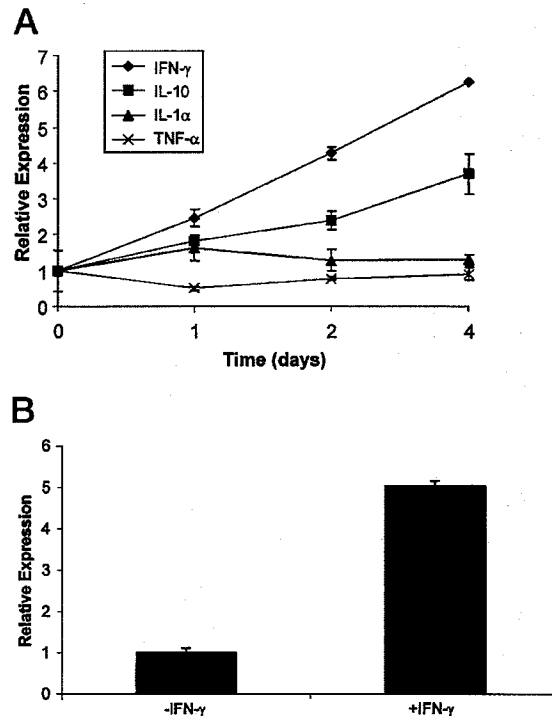 A
7
6
5
4
3
2
1
0
Relative Expression
IFN-γ
IL-10
IL-1α
TNF-α
0 1 2 4
Time (days)
B
6
5
4
3
2
1
0
Relative Expression
-IFN-γ +IFN-γ